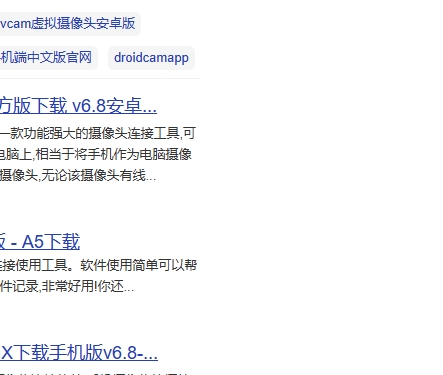 vcam虚拟摄像头安卓版
机端中文版官网 droidcamapp
方版下载 v6.8安卓...
一款功能强大的摄像头连接工具,可
电脑上,相当于将手机作为电脑摄像
摄像头,无论该摄像头有线...
版 - A5下载
接使用工具。软件使用简单可以帮
件记录,非常好用!你还...
X下载手机版v6.8-...